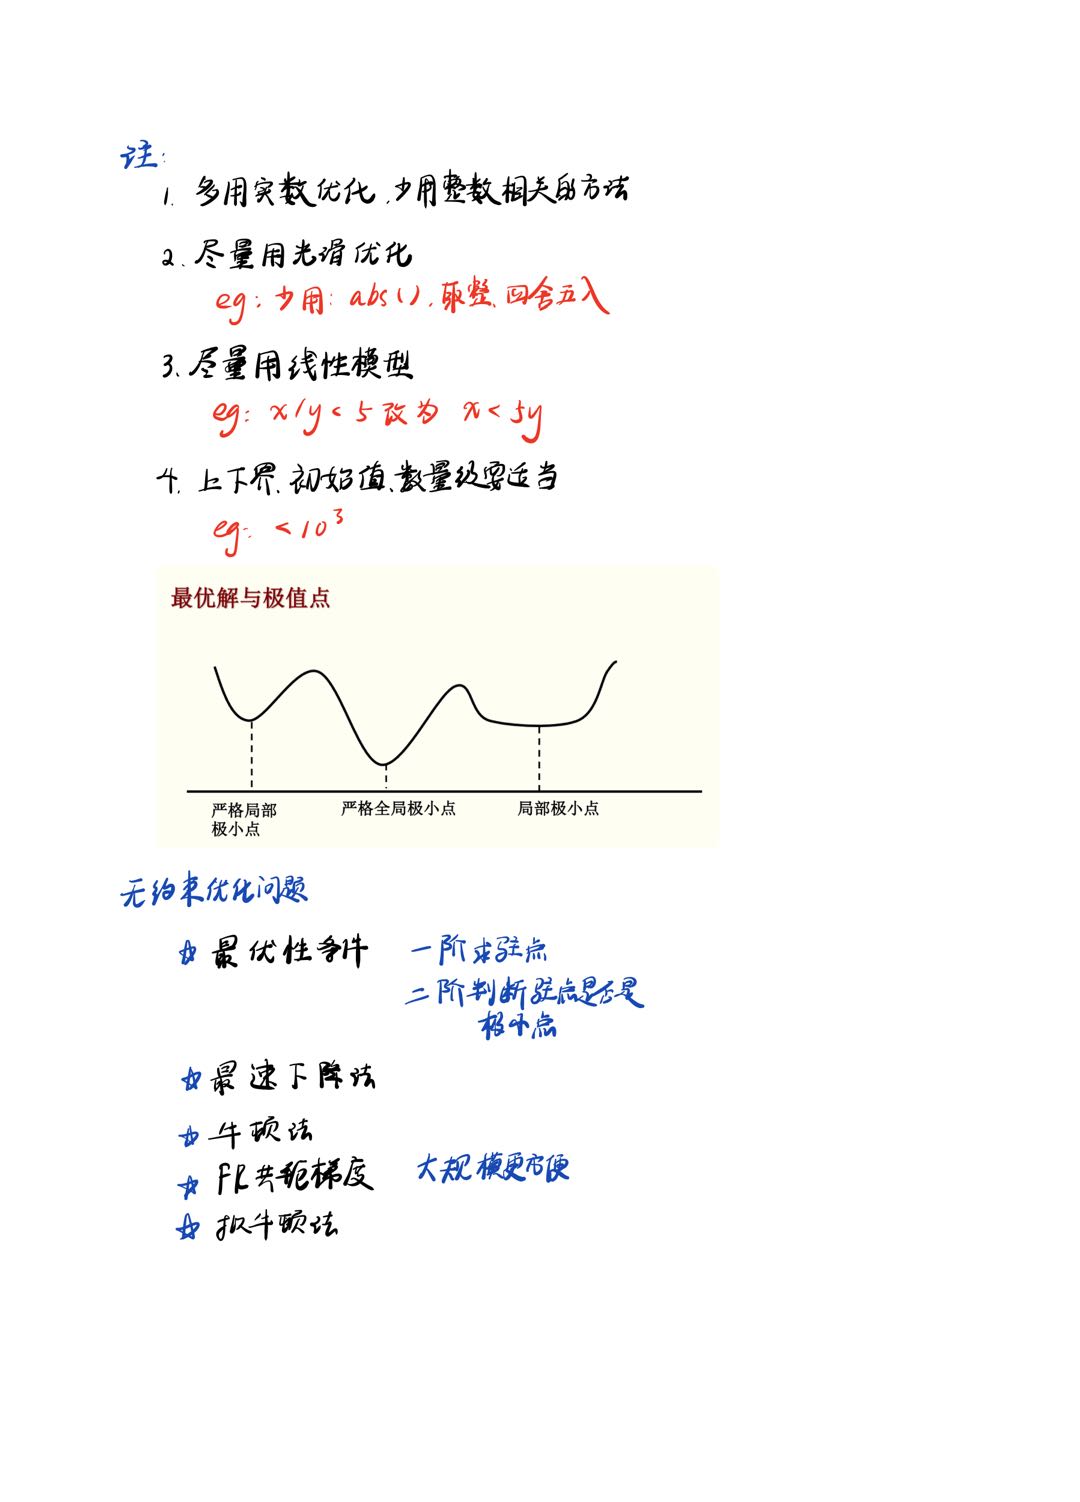 注:
1. 多用实数优化,少用整数相关的方法
2、尽量用光滑优化
eg: 少用: abs()、取整、四舍五入
3、尽量用线性模型
eg: x/y<5 改为 x<5y
4、上下界、初始值、数量级要适当
eg: <10³
最优解与极值点
严格局部
极小点
严格全局极小点
局部极小点
无约束优化问题
☆ 最优性条件 一阶求驻点
二阶判断驻点是否是
极小点
☆ 最速下降法
☆ 牛顿法
☆ FR共轭梯度 大规模更方便
☆ 拟牛顿法